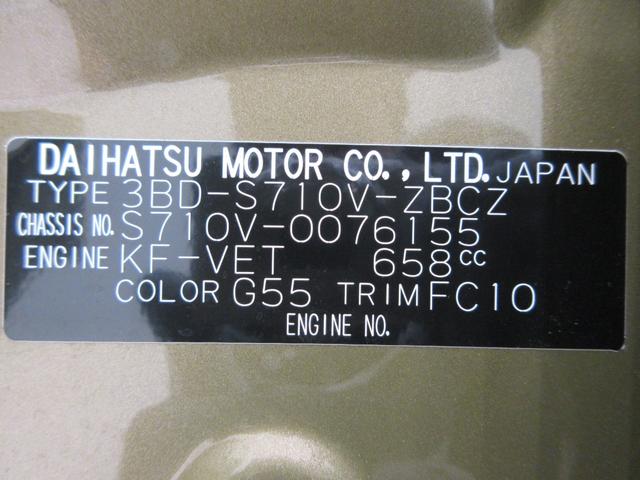 DAIHATSU MOTOR CO., LTD. JAPAN
TYPE 3BD-S710V-ZBCZ
CHASSIS NO. S710V-0076155
ENGINE KF-VET 658cc
COLOR G55 TRIM FC10
ENGINE NO.